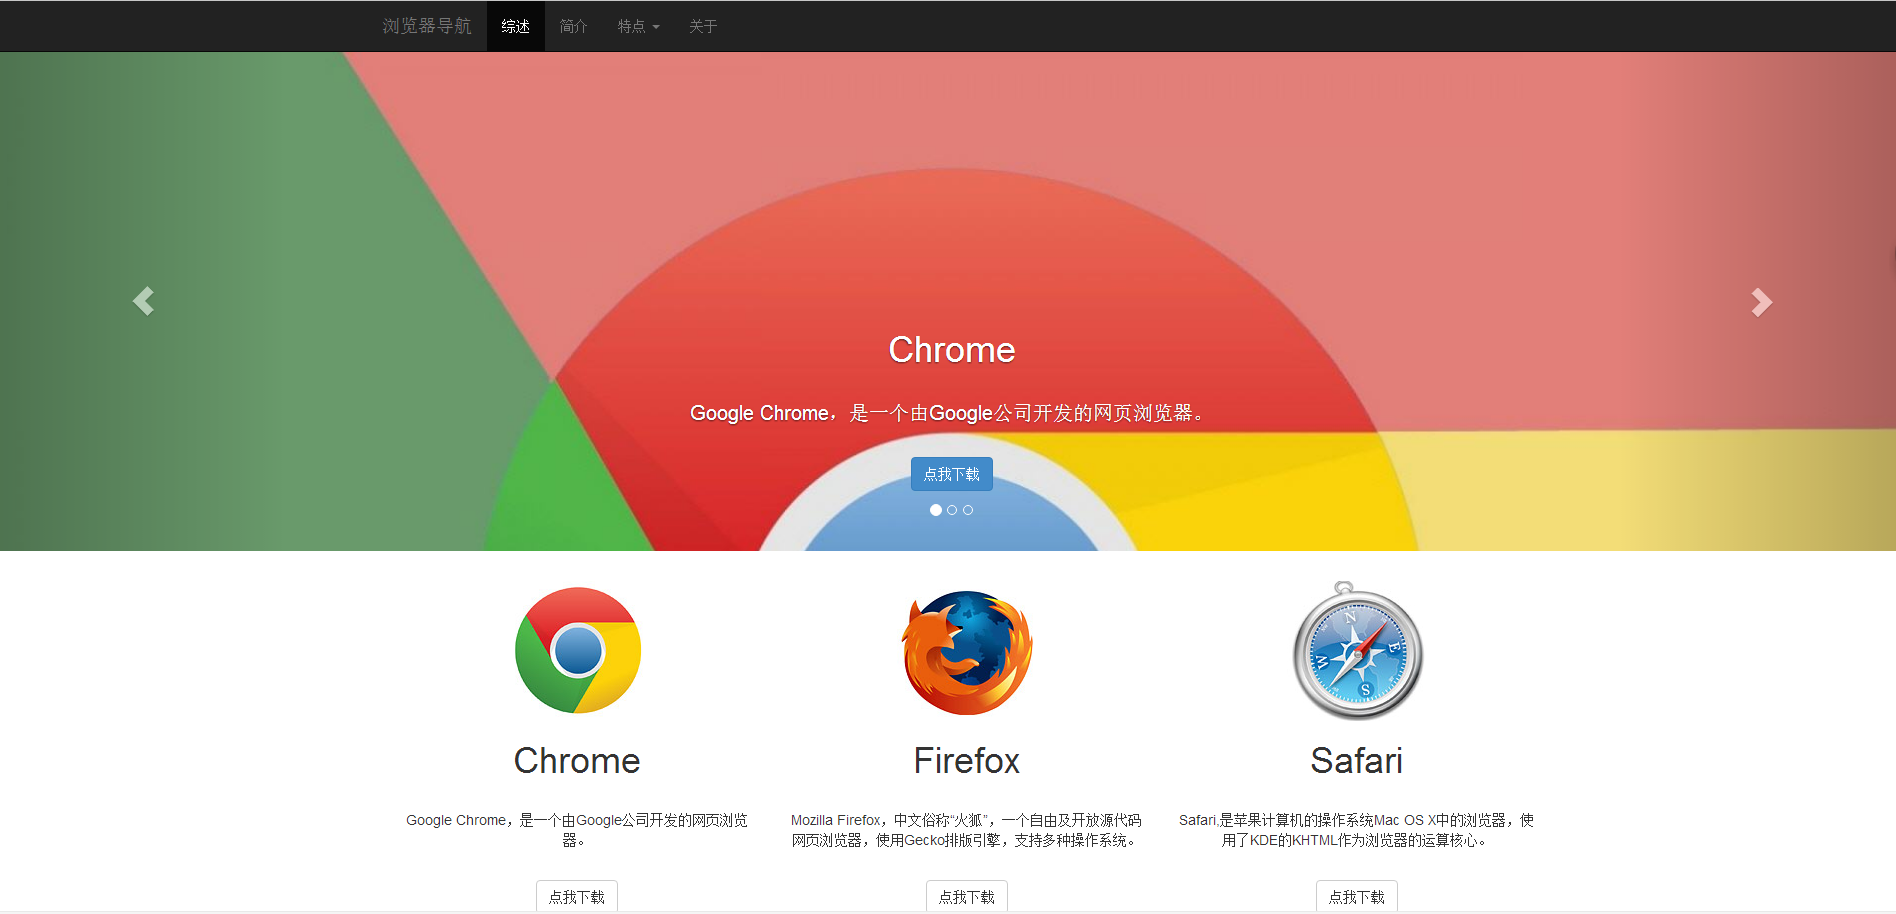 浏览器导航 综述 简介 特点 关于
Chrome
Google Chrome，是一个由Google公司开发的网页浏览器。
点我下载
N
E
W
S
Chrome
Firefox
Safari
Google Chrome，是一个由Google公司开发的网页浏览
器。
Mozilla Firefox，中文俗称“火狐”，一个自由及开放源代码
网页浏览器，使用Gecko排版引擎，支持多种操作系统。
Safari,是苹果计算机的操作系统Mac OS X中的浏览器，使
用了KDE的KHTML作为浏览器的运算核心。
点我下载
点我下载
点我下载